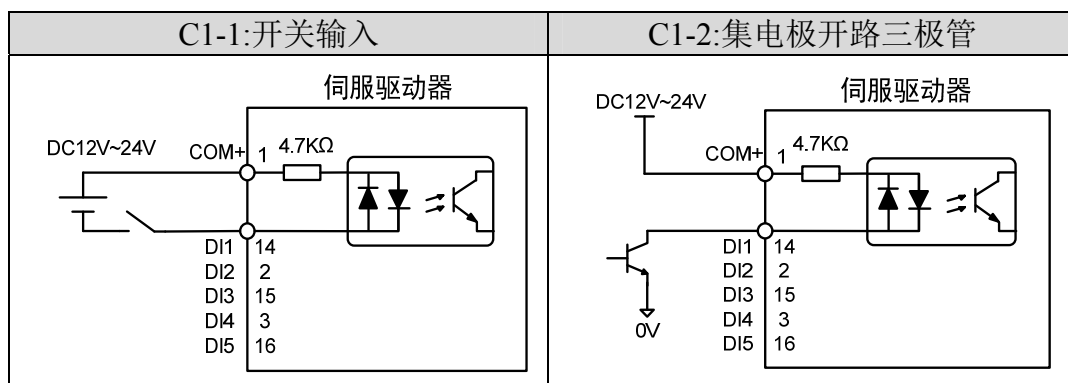 C1-1:开关输入
C1-2:集电极开路三极管
伺服驱动器
DC12V~24V
COM+ 1 4.7KΩ
DI1 14
DI2 2
DI3 15
DI4 3
DI5 16
伺服驱动器
DC12V~24V
COM+ 1 4.7KΩ
DI1 14
DI2 2
DI3 15
DI4 3
DI5 16
0V